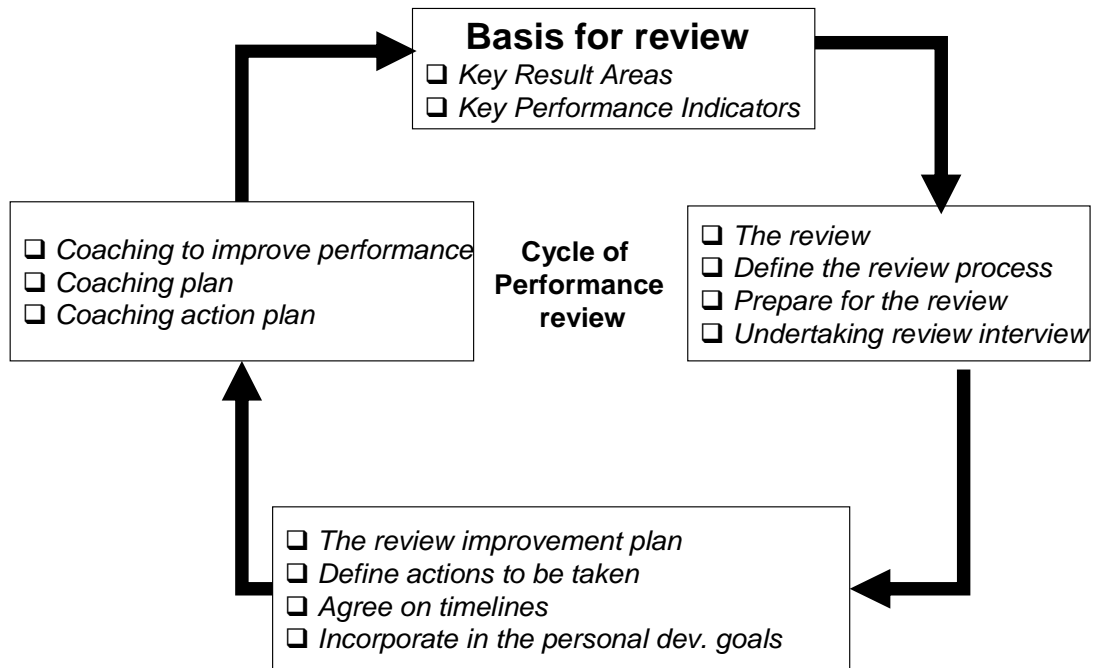 Basis for review
❑ Key Result Areas
❑ Key Performance Indicators
❑ The review
❑ Define the review process
❑ Prepare for the review
❑ Undertaking review interview
❑ The review improvement plan
❑ Define actions to be taken
❑ Agree on timelines
❑ Incorporate in the personal dev. goals
❑ Coaching to improve performance
❑ Coaching plan
❑ Coaching action plan
Cycle of
Performance
review